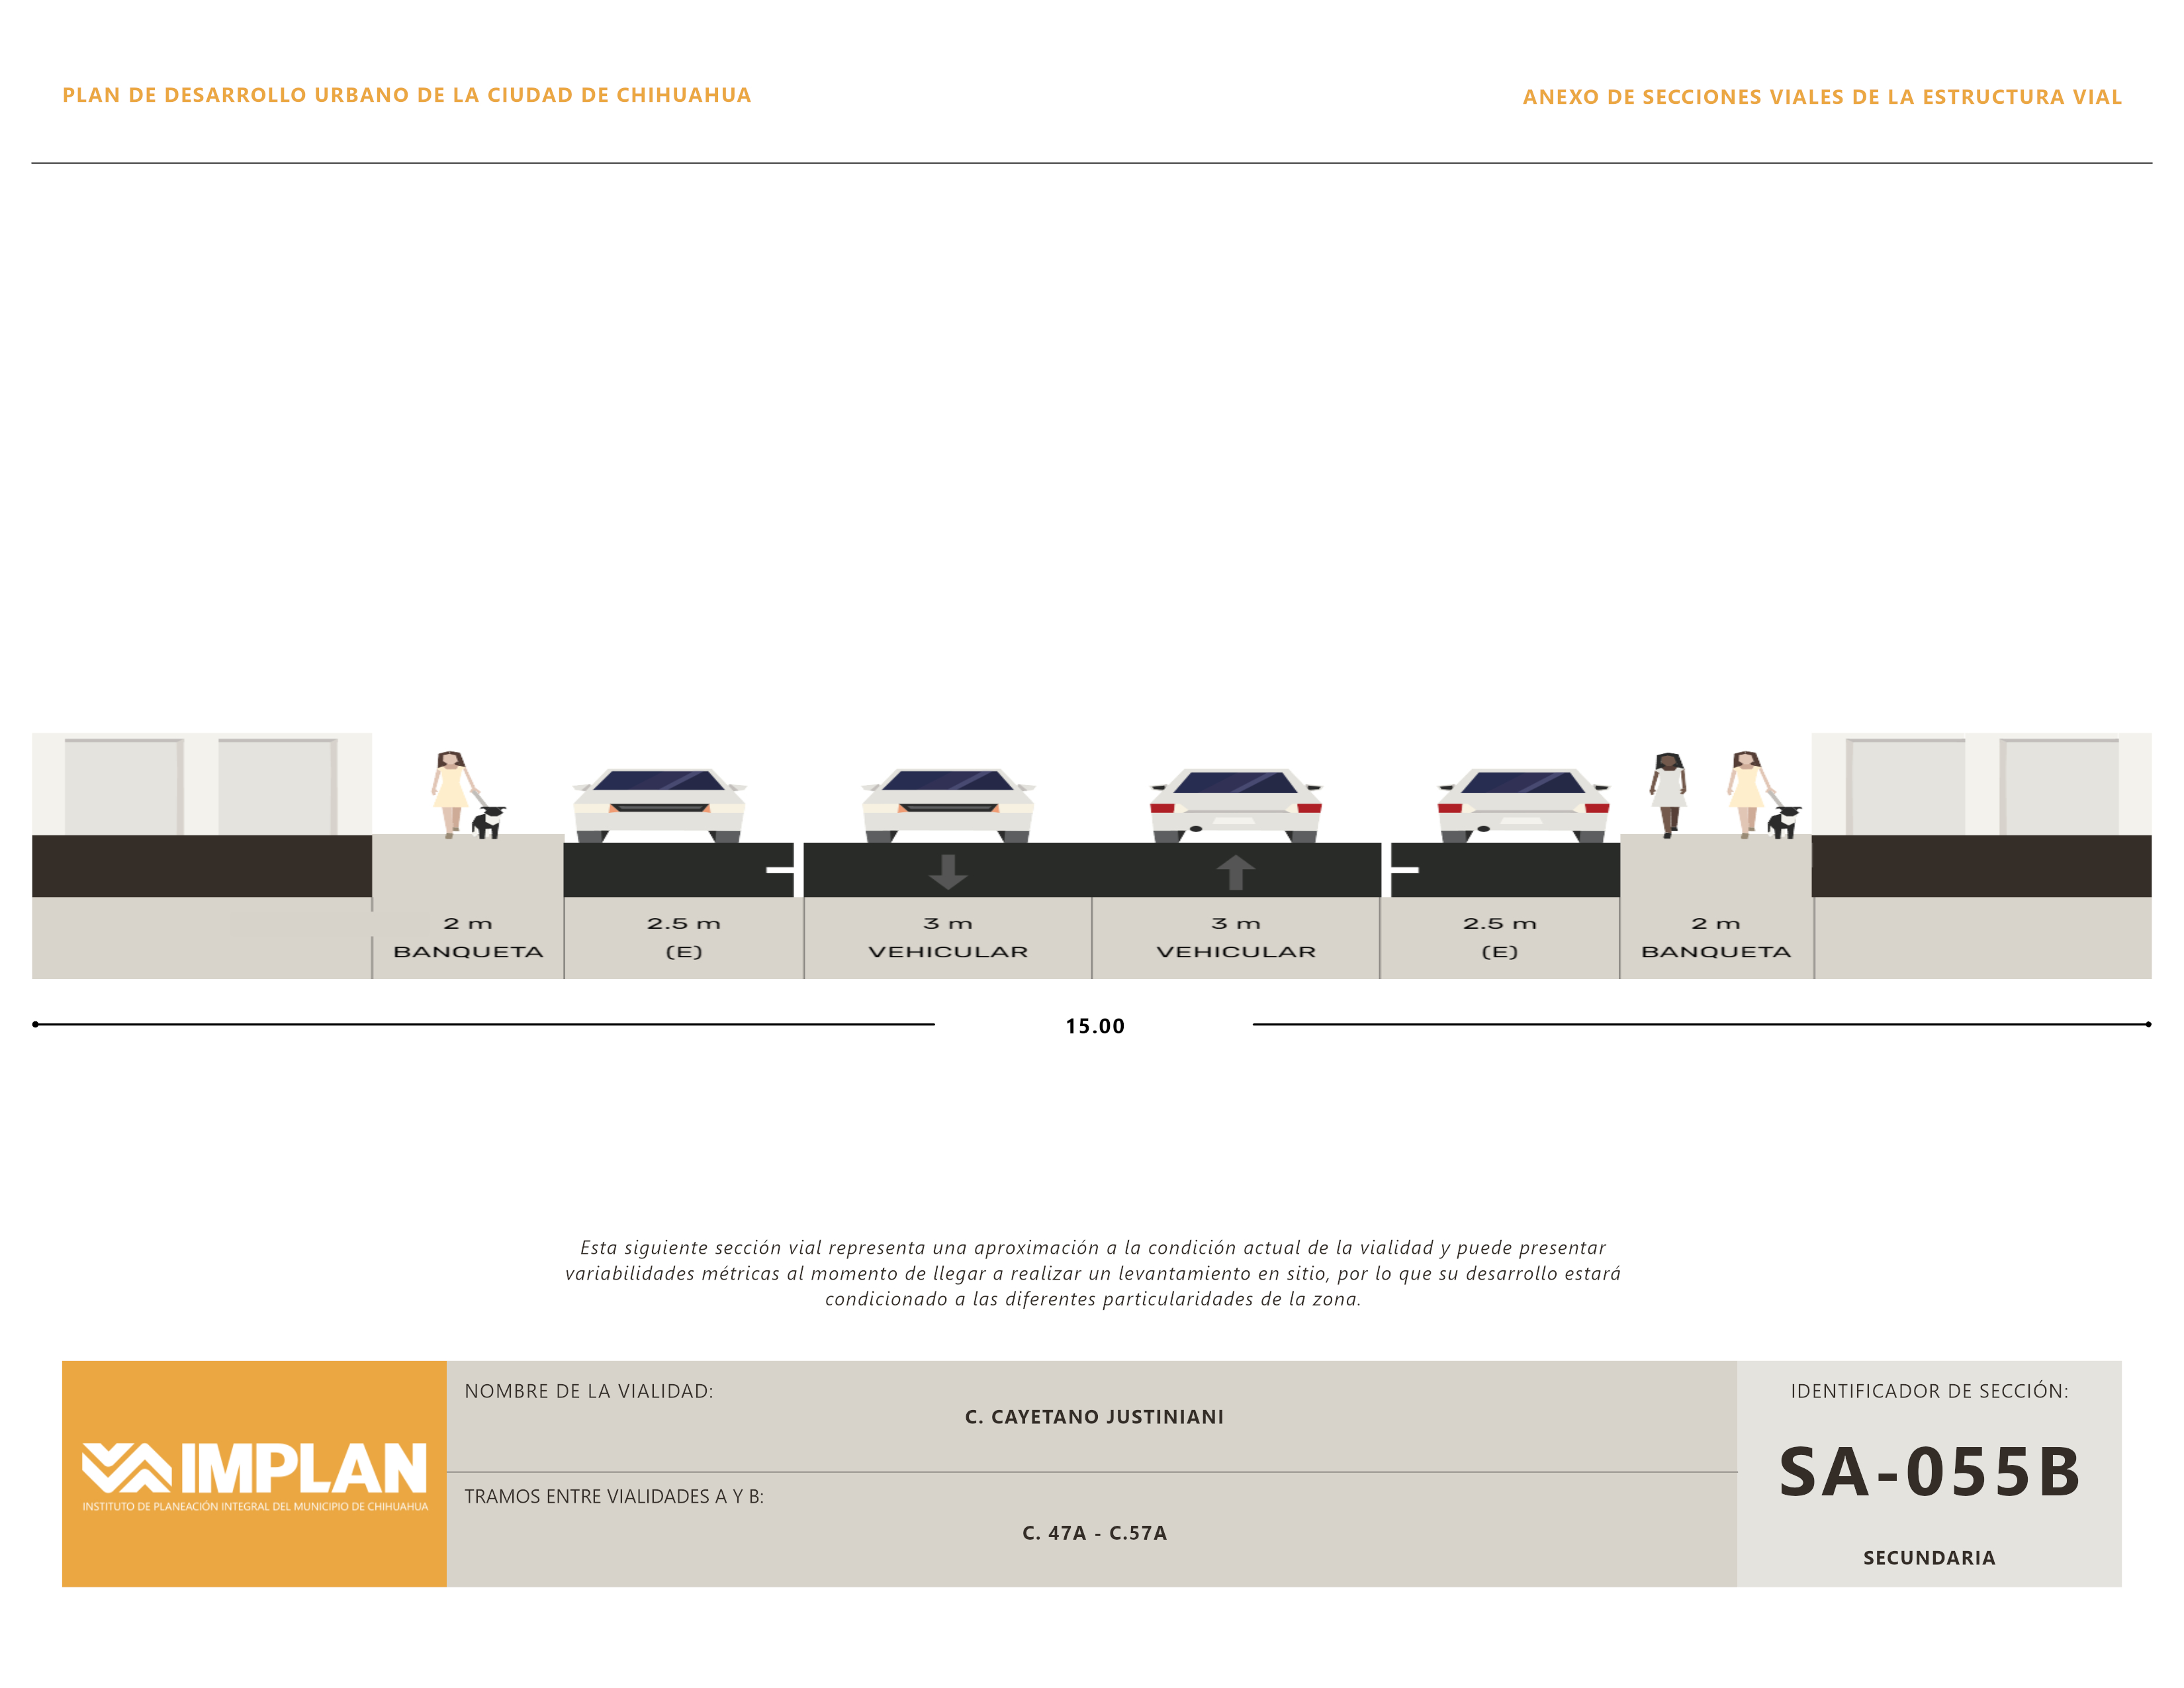 PLAN DE DESARROLLO URBANO DE LA CIUDAD DE CHIHUAHUA
ANEXO DE SECCIONES VIALES DE LA ESTRUCTURA VIAL
2 m
BANQUETA
2.5 m
(E)
3 m
VEHICULAR
3 m
VEHICULAR
2.5 m
(E)
2 m
BANQUETA
15.00
Esta siguiente sección vial representa una aproximación a la condición actual de la vialidad y puede presentar
variabilidades métricas al momento de llegar a realizar un levantamiento en sitio, por lo que su desarrollo estará
condicionado a las diferentes particularidades de la zona.
IMPLAN
INSTITUTO DE PLANEACIÓN INTEGRAL DEL MUNICIPIO DE CHIHUAHUA
NOMBRE DE LA VIALIDAD:
C. CAYETANO JUSTINIANI
TRAMOS ENTRE VIALIDADES A Y B:
C. 47A - C.57A
IDENTIFICADOR DE SECCIÓN:
SA-055B
SECUNDARIA